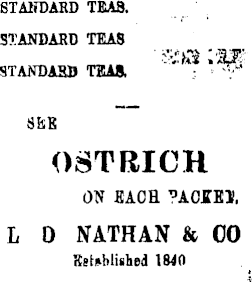 STANDARD TEAS.
STANDARD TEAS
STANDARD TEAS,
SEE
OSTRICH
ON EACH PACKET,
L D NATHAN & CO
Established 1840